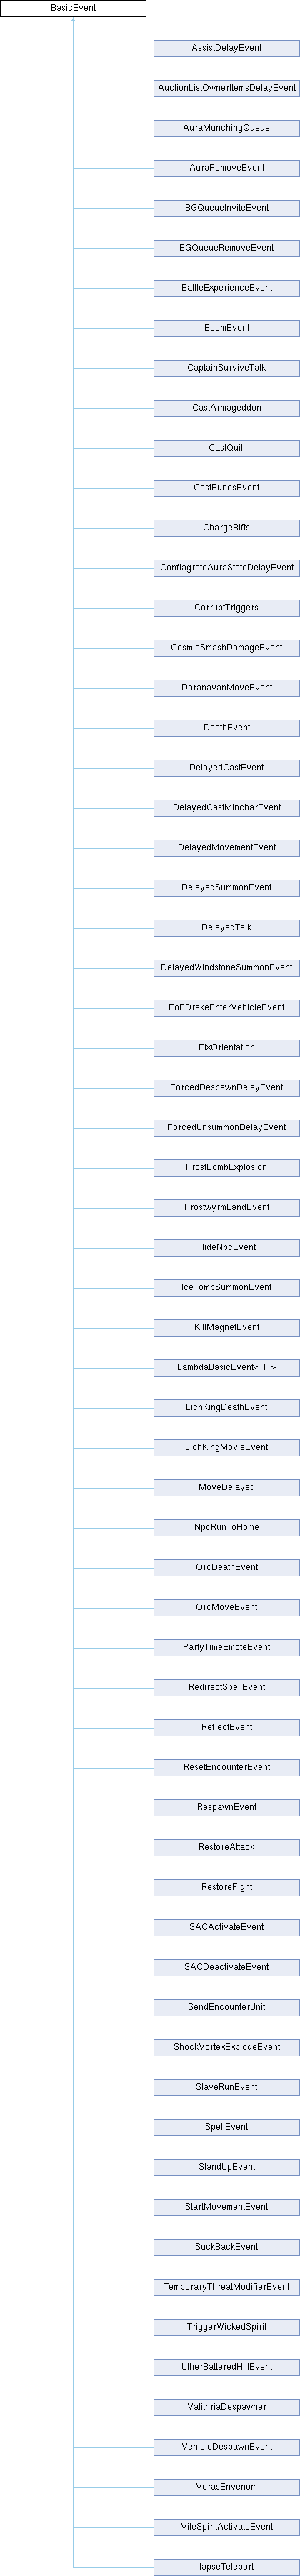 BasicEvent
AssistDelayEvent
AuctionListOwnerItemsDelayEvent
AuraMunchingQueue
AuraRemoveEvent
BGQueueInviteEvent
BGQueueRemoveEvent
BattleExperienceEvent
BoomEvent
CaptainSurviveTalk
CastArmageddon
CastQuill
CastRunesEvent
ChargeRifts
ConflagrateAuraStateDelayEvent
CorruptTriggers
CosmicSmashDamageEvent
DaranavanMoveEvent
DeathEvent
DelayedCastEvent
DelayedCastMincharEvent
DelayedMovementEvent
DelayedSummonEvent
DelayedTalk
DelayedWindstoneSummonEvent
EoEDrakeEnterVehicleEvent
FixOrientation
ForcedDespawnDelayEvent
ForcedUnsummonDelayEvent
FrostBombExplosion
FrostwyrmLandEvent
HideNpcEvent
IceTombSummonEvent
KillMagnetEvent
LambdaBasicEvent< T >
LichKingDeathEvent
LichKingMovieEvent
MoveDelayed
NpcRunToHome
OrcDeathEvent
OrcMoveEvent
PartyTimeEmoteEvent
RedirectSpellEvent
ReflectEvent
ResetEncounterEvent
RespawnEvent
RestoreAttack
RestoreFight
SACActivateEvent
SACDeactivateEvent
SendEncounterUnit
ShockVortexExplodeEvent
SlaveRunEvent
SpellEvent
StandUpEvent
StartMovementEvent
SuckBackEvent
TemporaryThreatModifierEvent
TriggerWickedSpirit
UtherBatteredHiltEvent
ValithriaDespawner
VehicleDespawnEvent
VerasEnvenom
VileSpiritActivateEvent
lapseTeleport